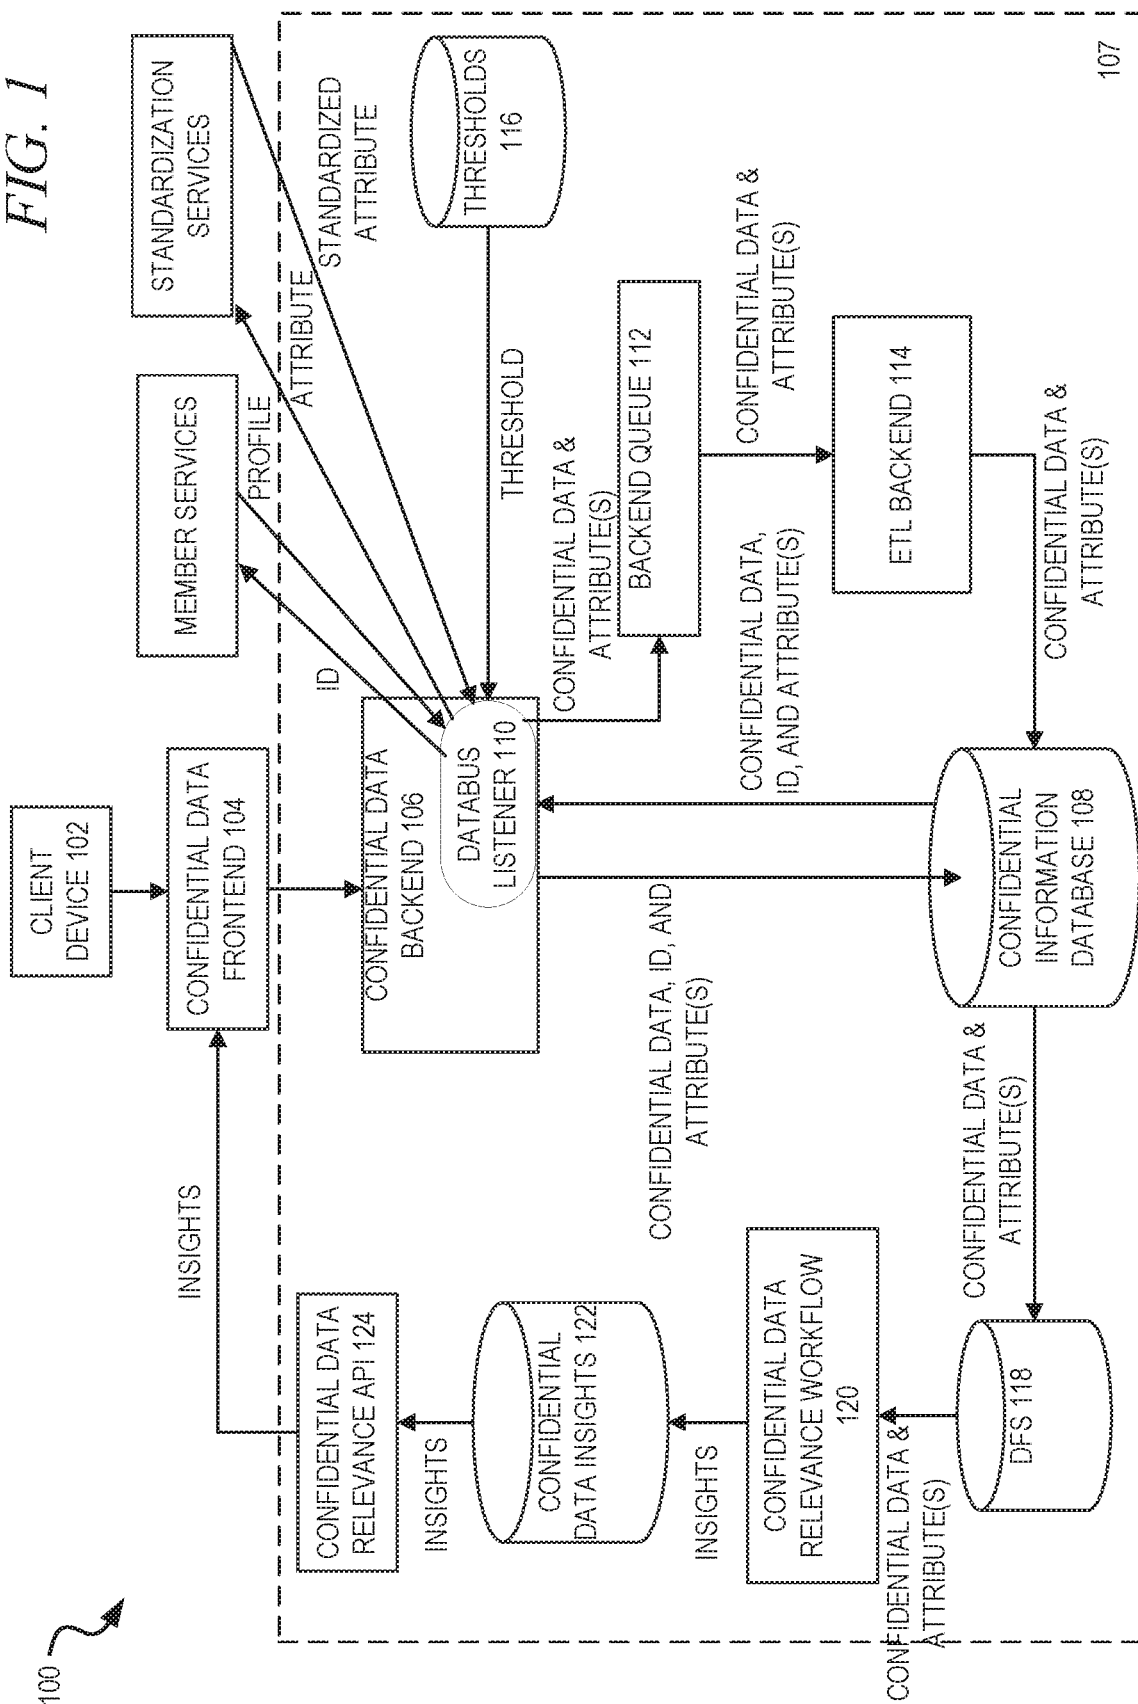 FIG. 1
100
CLIENT
DEVICE 102
CONFIDENTIAL DATA
FRONTEND 104
MEMBER SERVICES
STANDARDIZATION
SERVICES
INSIGHTS
ID
PROFILE
ATTRIBUTE
STANDARDIZED
ATTRIBUTE
107
CONFIDENTIAL DATA
RELEVANCE API 124
CONFIDENTIAL DATA
BACKEND 106
DATABUS
LISTENER 110
THRESHOLD
THRESHOLDS
116
INSIGHTS
CONFIDENTIAL
DATA INSIGHTS 122
CONFIDENTIAL DATA &
ATTRIBUTE(S)
BACKEND QUEUE 112
INSIGHTS
CONFIDENTIAL DATA, ID, AND
ATTRIBUTE(S)
CONFIDENTIAL DATA,
ID, AND ATTRIBUTE(S)
CONFIDENTIAL DATA &
ATTRIBUTE(S)
CONFIDENTIAL DATA
RELEVANCE WORKFLOW
120
ETL BACKEND 114
CONFIDENTIAL DATA &
ATTRIBUTE(S)
CONFIDENTIAL DATA &
ATTRIBUTE(S)
CONFIDENTIAL DATA &
ATTRIBUTE(S)
DFS 118
CONFIDENTIAL
INFORMATION
DATABASE 108